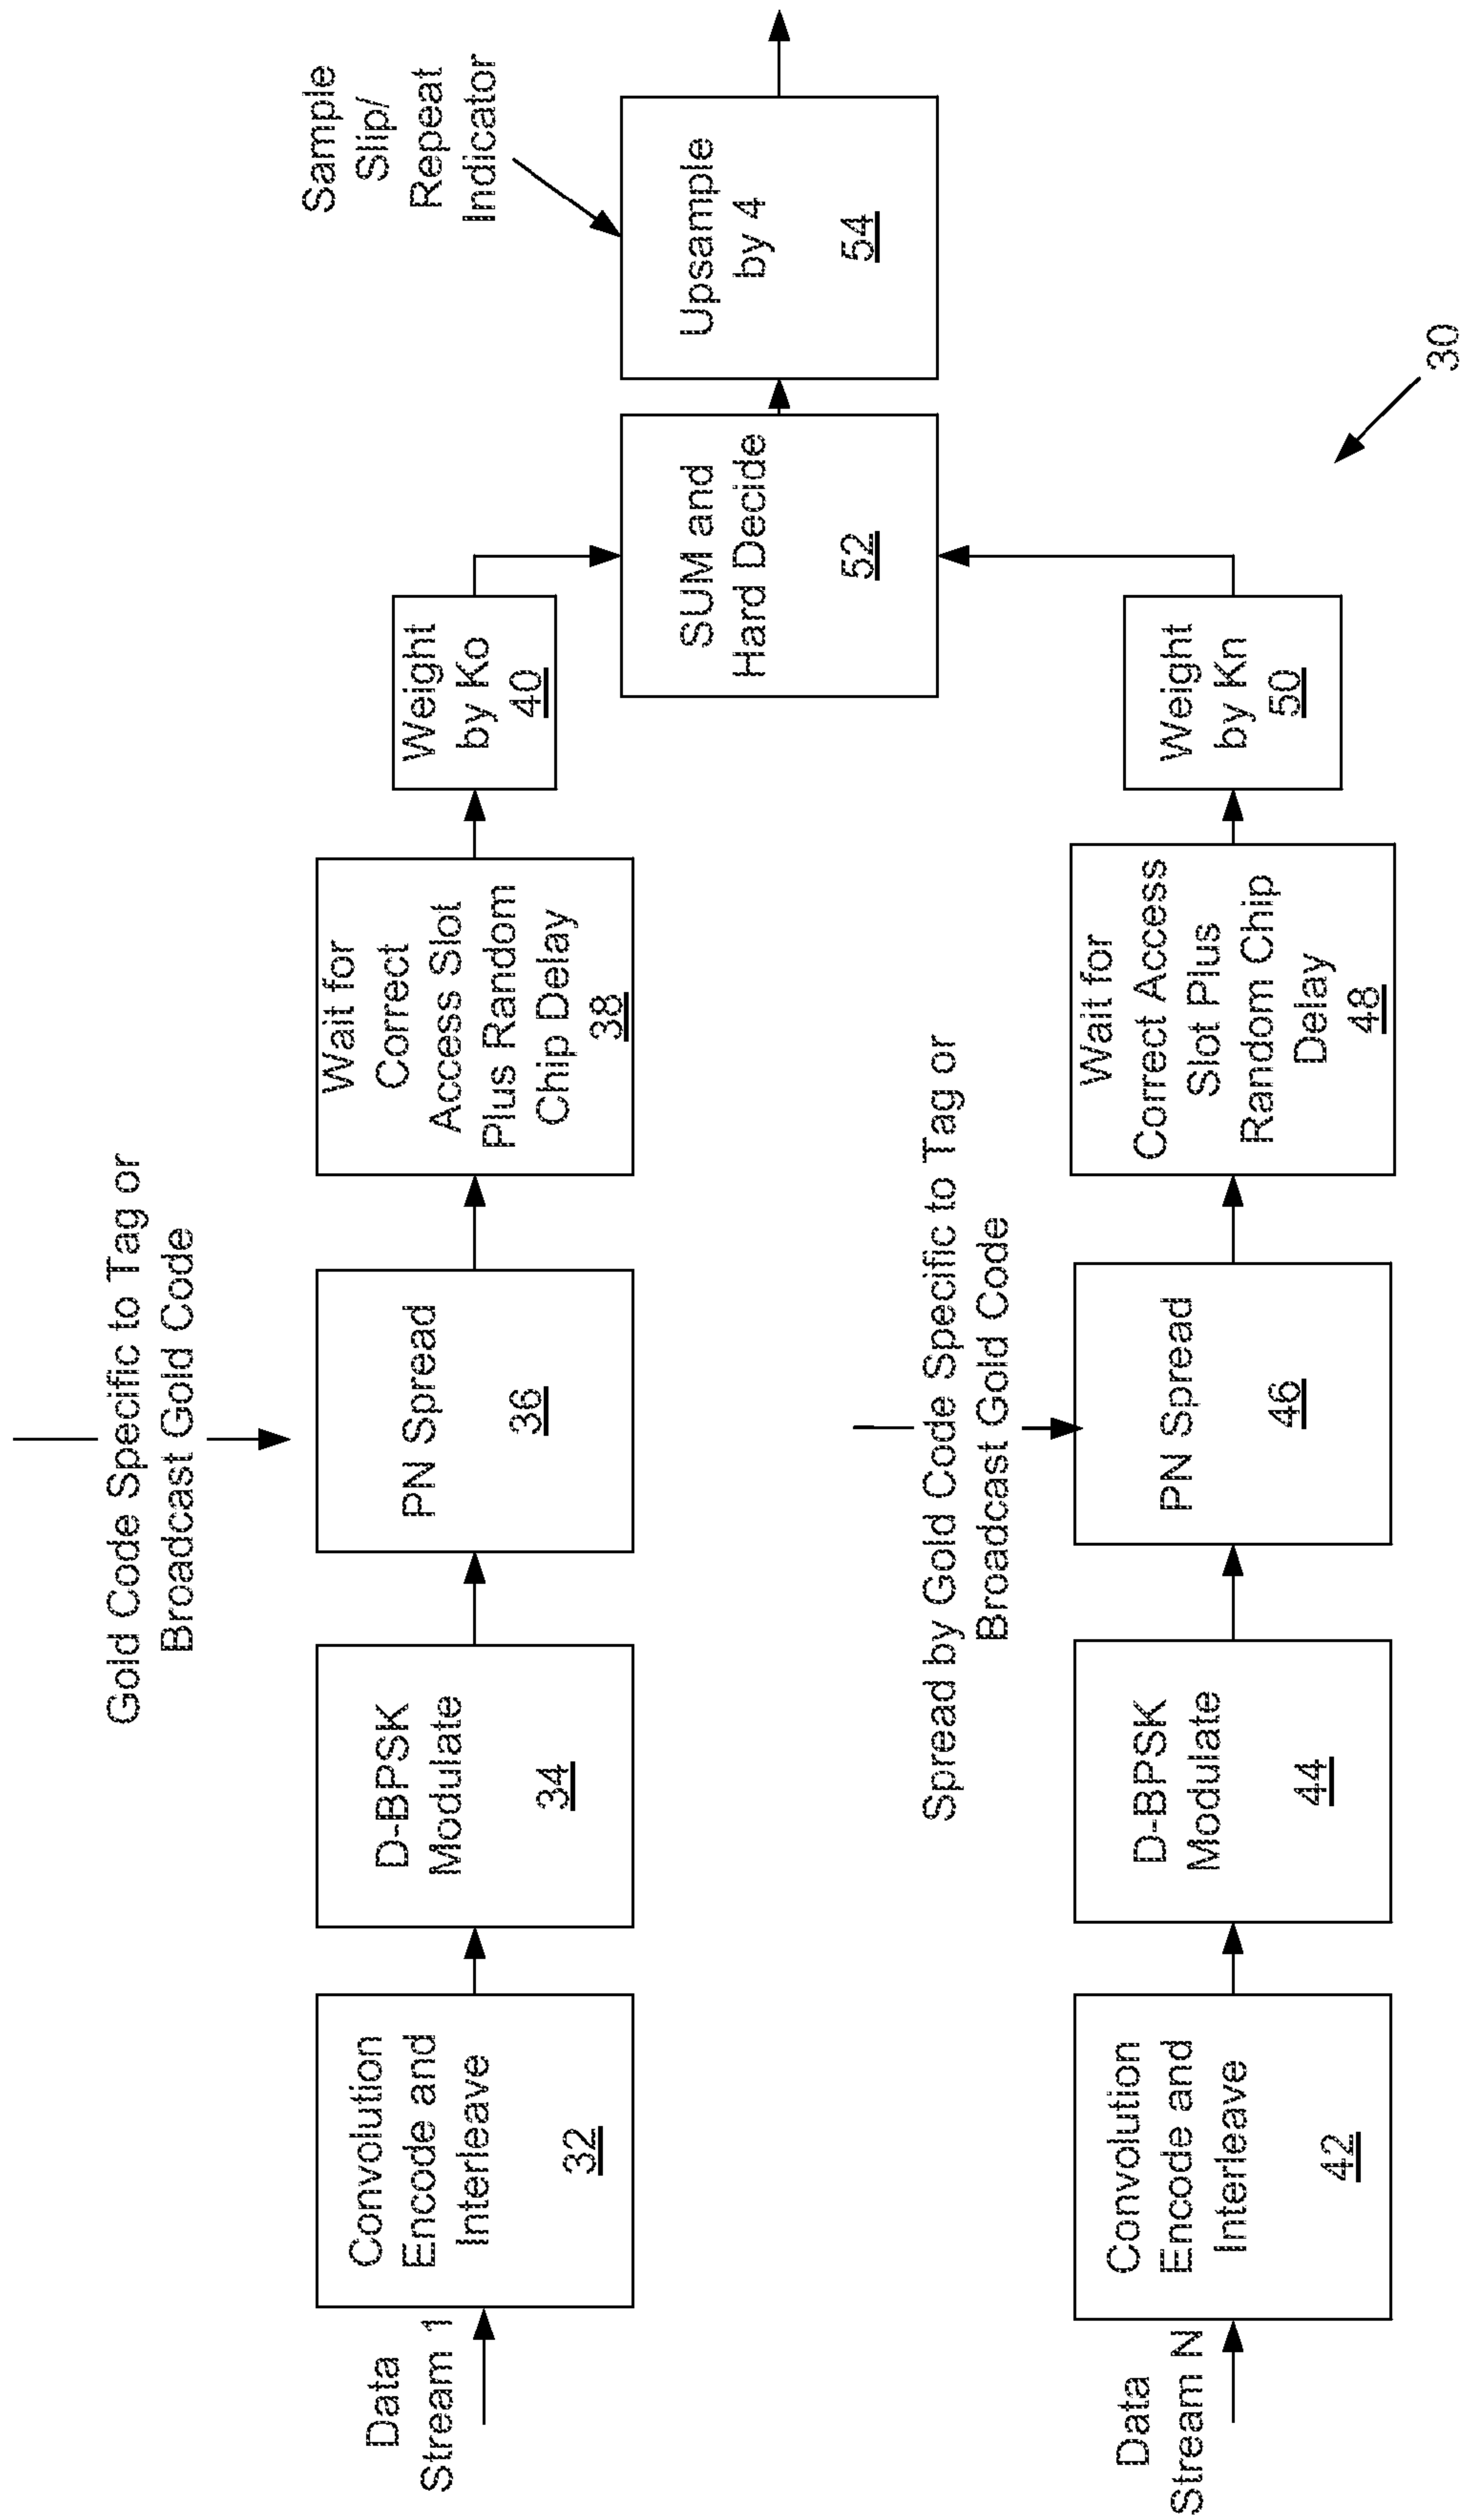 Gold Code Specific to Tag or
Broadcast Gold Code
Data
Stream 1
Convolution
Encode and
Interleave
32
D-BPSK
Modulate
34
PN Spread
36
Wait for
Correct
Access Slot
Plus Random
Chip Delay
38
Weight
by Ko
40
SUM and
Hard Decide
52
Upsample
by 4
54
Sample
Slip/
Repeat
Indicator
Spread by Gold Code Specific to Tag or
Broadcast Gold Code
Data
Stream N
Convolution
Encode and
Interleave
42
D-BPSK
Modulate
44
PN Spread
46
Wait for
Correct Access
Slot Plus
Random Chip
Delay
48
Weight
by Kn
50
30